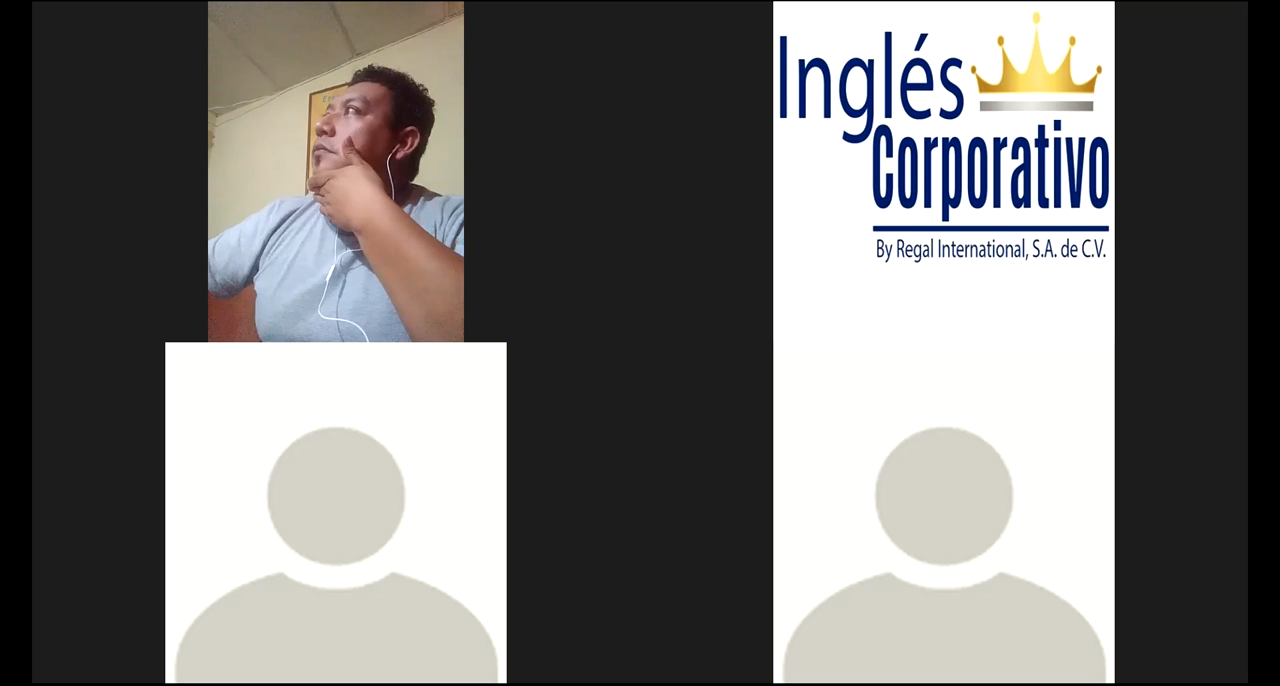 Inglés
Corporativo
By Regal International, S.A. de C.V.